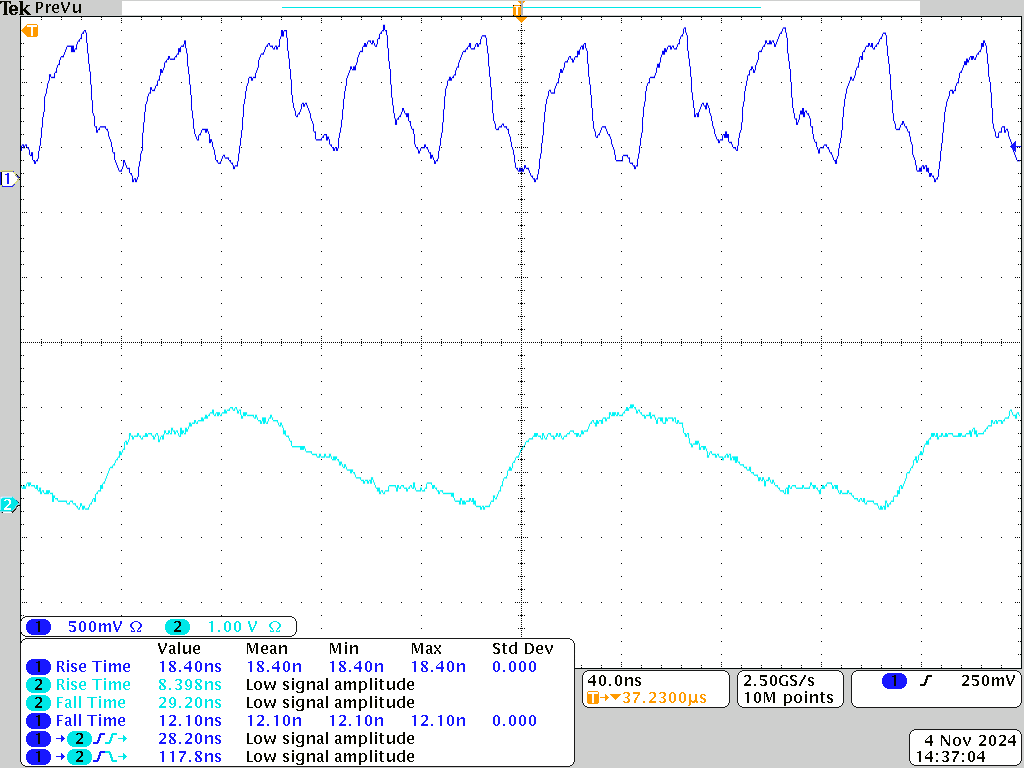 Tek PreVu
T
T
1
2
1 500mV Ω 2 1.00 V Ω
Value Mean Min Max Std Dev
1 Rise Time 18.40ns 18.40n 18.40n 18.40n 0.000
2 Rise Time 8.398ns Low signal amplitude
2 Fall Time 29.20ns Low signal amplitude
1 Fall Time 12.10ns 12.10n 12.10n 12.10n 0.000
1 → 2 28.20ns Low signal amplitude
1 → 2 117.8ns Low signal amplitude
40.0ns
T→▼37.2300μs
2.50GS/s
10M points
1 250mV
4 Nov 2024
14:37:04